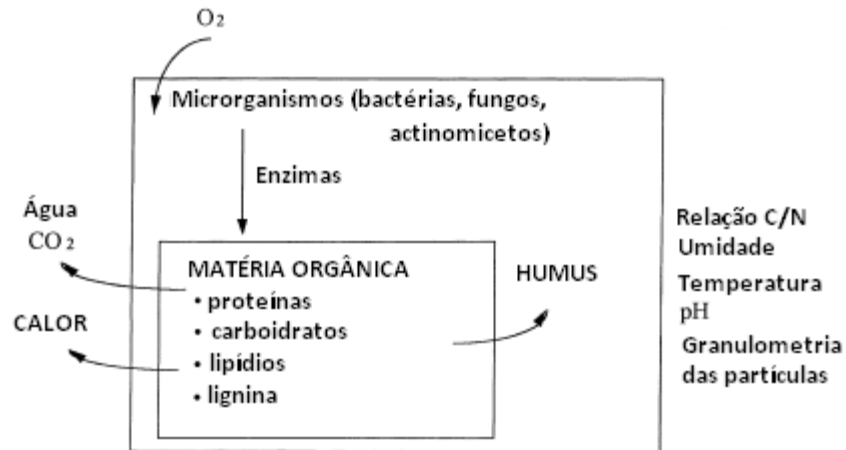 O₂
Microrganismos (bactérias, fungos,
actinomicetos)
Enzimas
Água
CO₂
CALOR
MATÉRIA ORGÂNICA
• proteínas
• carboidratos
• lipídios
• lignina
HUMUS
Relação C/N
Umidade
Temperatura
pH
Granulometria
das partículas